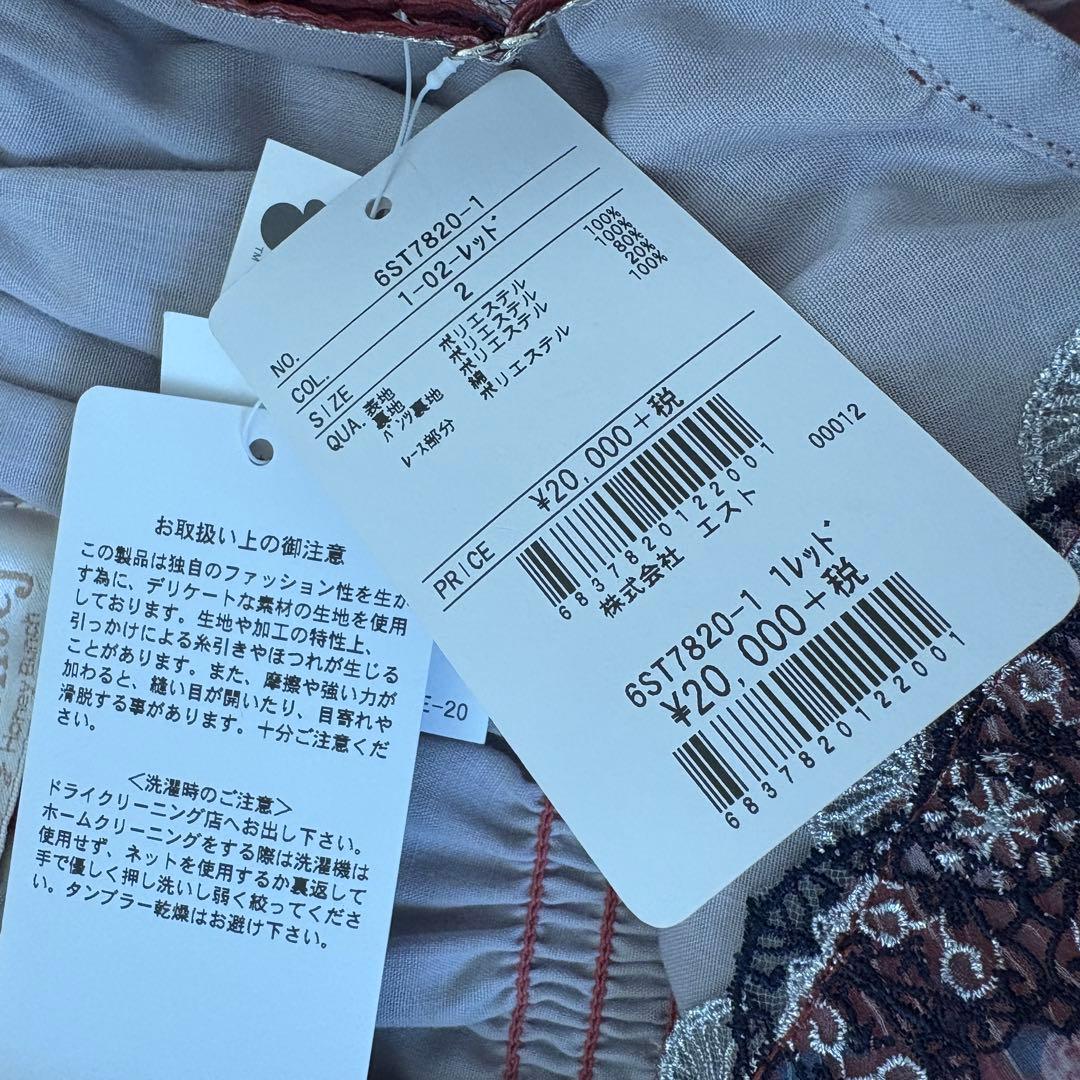 NO. 6ST7820-1
COL. 1-02-レッド
SIZE 2
QUA. 表地 ポリエステル 100%
裏地 ポリエステル 100%
パンツ裏地 ポリエステル 80%
綿 20%
レース部分 ポリエステル 100%
PRICE ¥20,000+税
6837820122001
00012
株式会社 エスト
6ST7820-1 1レッド
¥20,000+税
6837820122001
お取扱い上の御注意
この製品は独自のファッション性を生か
す為に、デリケートな素材の生地を使用
しております。生地や加工の特性上、
引っかけによる糸引きやほつれが生じる
ことがあります。また、摩擦や強い力が
加わると、縫い目が開いたり、目寄れや
滑脱する事があります。十分ご注意くだ
さい。
<洗濯時のご注意>
ドライクリーニング店へお出し下さい。
ホームクリーニングをする際は洗濯機は
使用せず、ネットを使用するか裏返して
手で優しく押し洗いし弱く絞ってくださ
い。タンブラー乾燥はお避け下さい。
E-20
TM
Honey Bunch